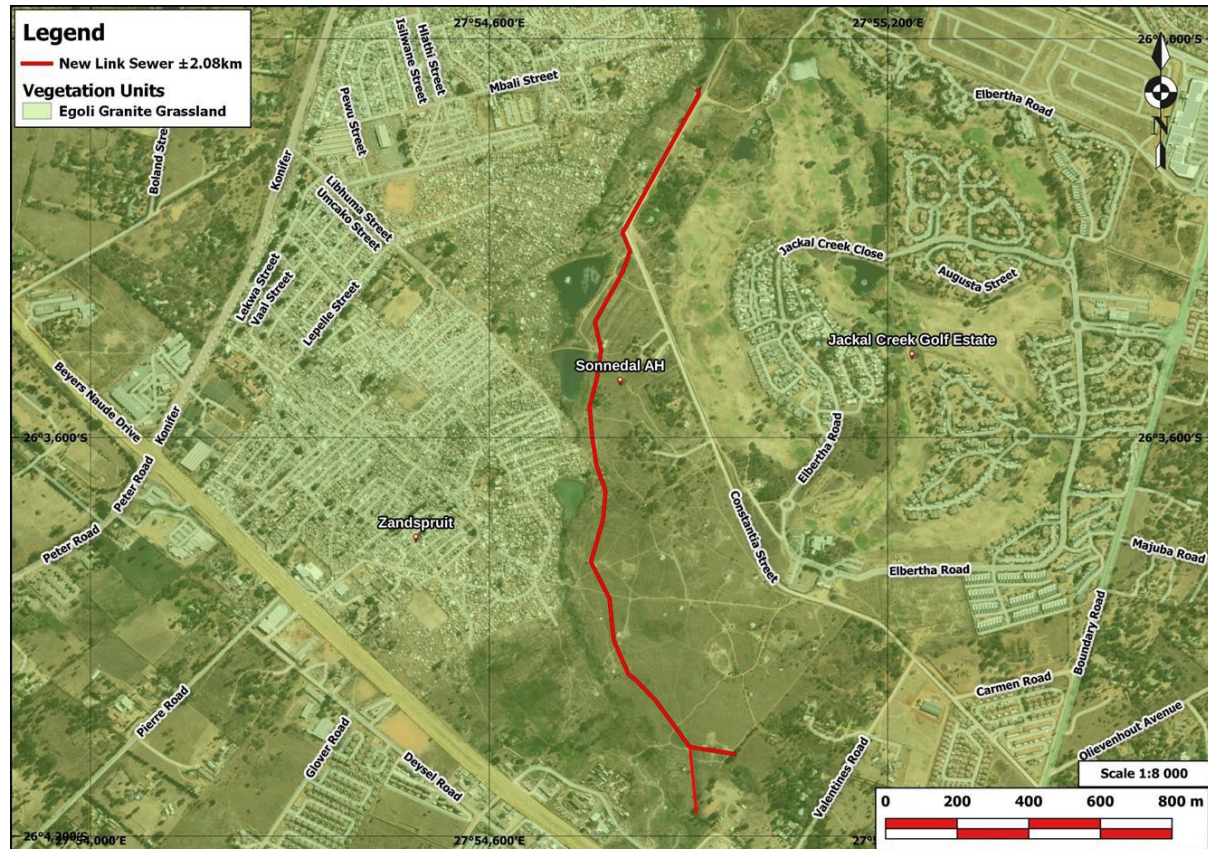 Legend
New Link Sewer ±2.08km
Vegetation Units
Egoli Granite Grassland
27°54,600'E
27°55,200'E
N
Hlathi Street
Isilwane Street
Mbali Street
Pewu Street
Elbertha Road
Konifer
Libhuma Street
Umcako Street
Jackal Creek Close
Augusta Street
Lekwa Street
Vaal Street
Lepelle Street
Jackal Creek Golf Estate
Sonnedal AH
Beyers Naude Drive
Konifer
26°3,600'S
26°3,600'S
Elbertha Road
Peter Road
Constantia Street
Zandspruit
Peter Road
Majuba Road
Elbertha Road
Boundary Road
Carmen Road
Pierre Road
Glover Road
Deysel Road
Valentines Road
Olievenhout Avenue
Scale 1:8 000
0 200 400 600 800 m
27°54,000'E
27°54,600'E